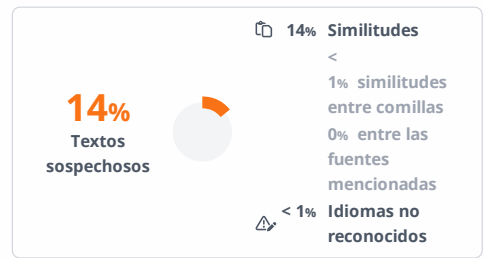 14%
Textos
sospechosos
14% Similitudes
<
1% similitudes
entre comillas
0% entre las
fuentes
mencionadas
< 1% Idiomas no
reconocidos